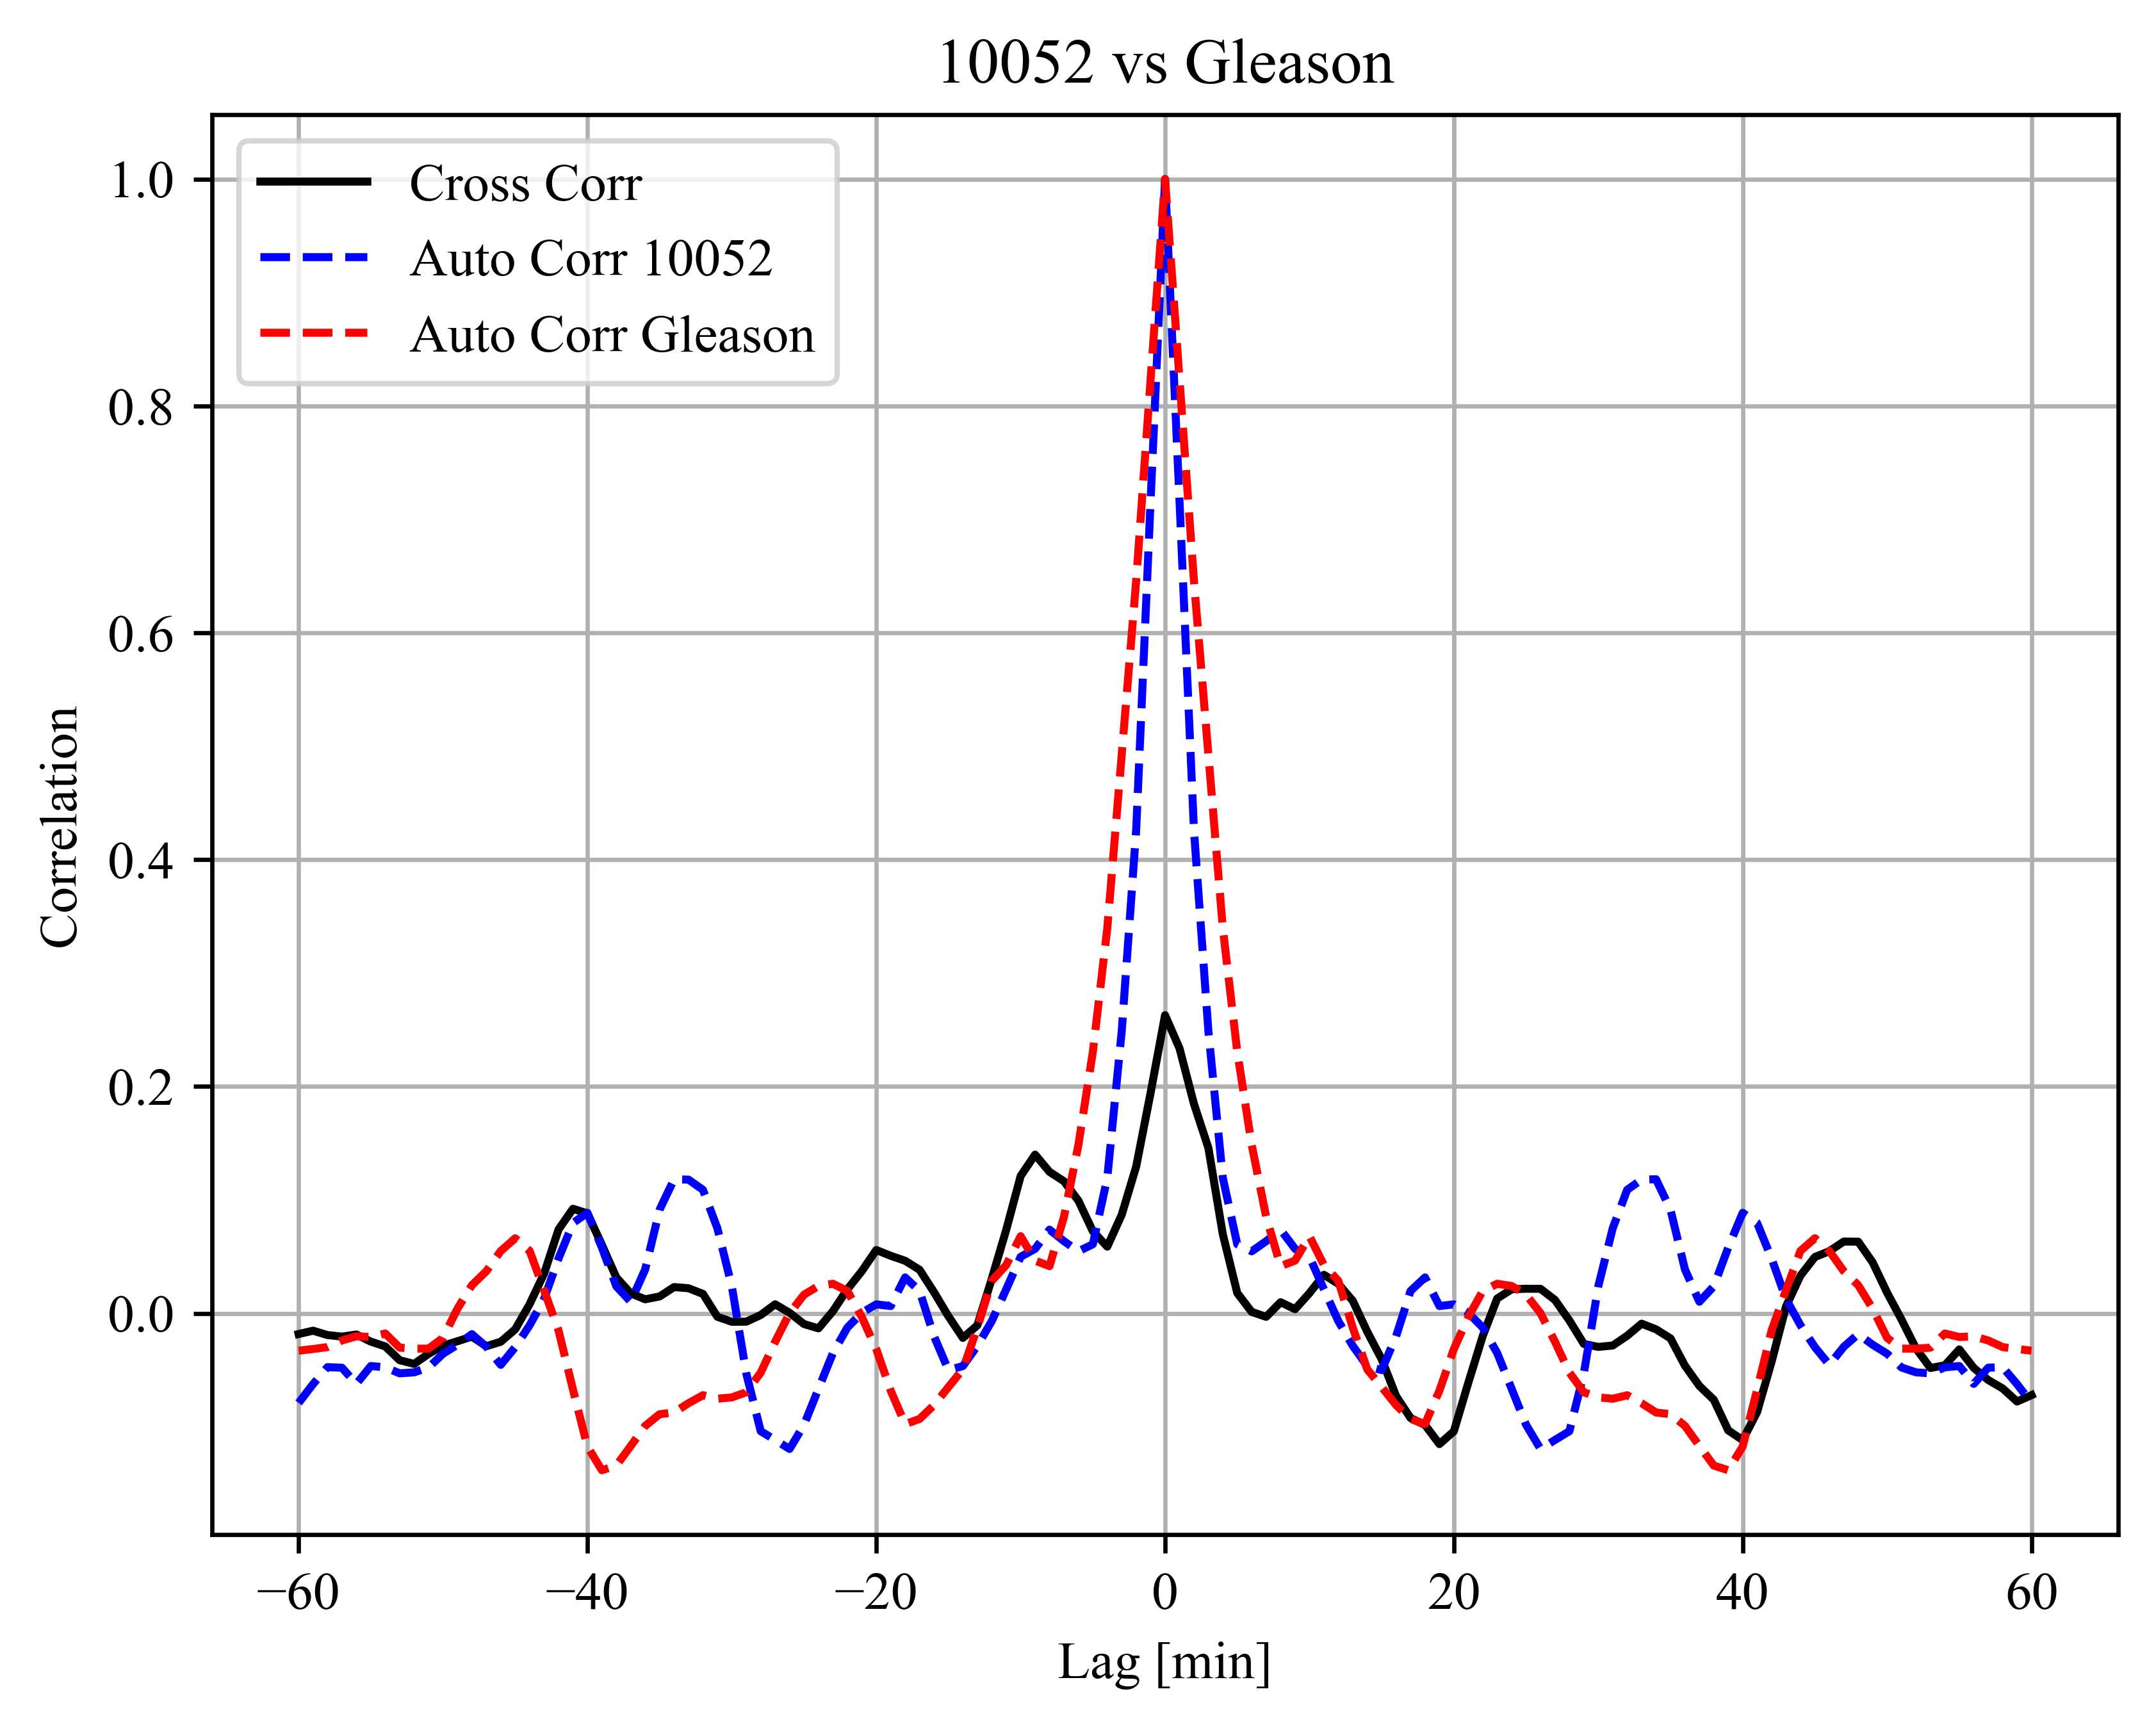 10052 vs Gleason
Cross Corr
Auto Corr 10052
Auto Corr Gleason
1.0
0.8
0.6
0.4
0.2
0.0
Correlation
−60 −40 −20 0 20 40 60
Lag [min]